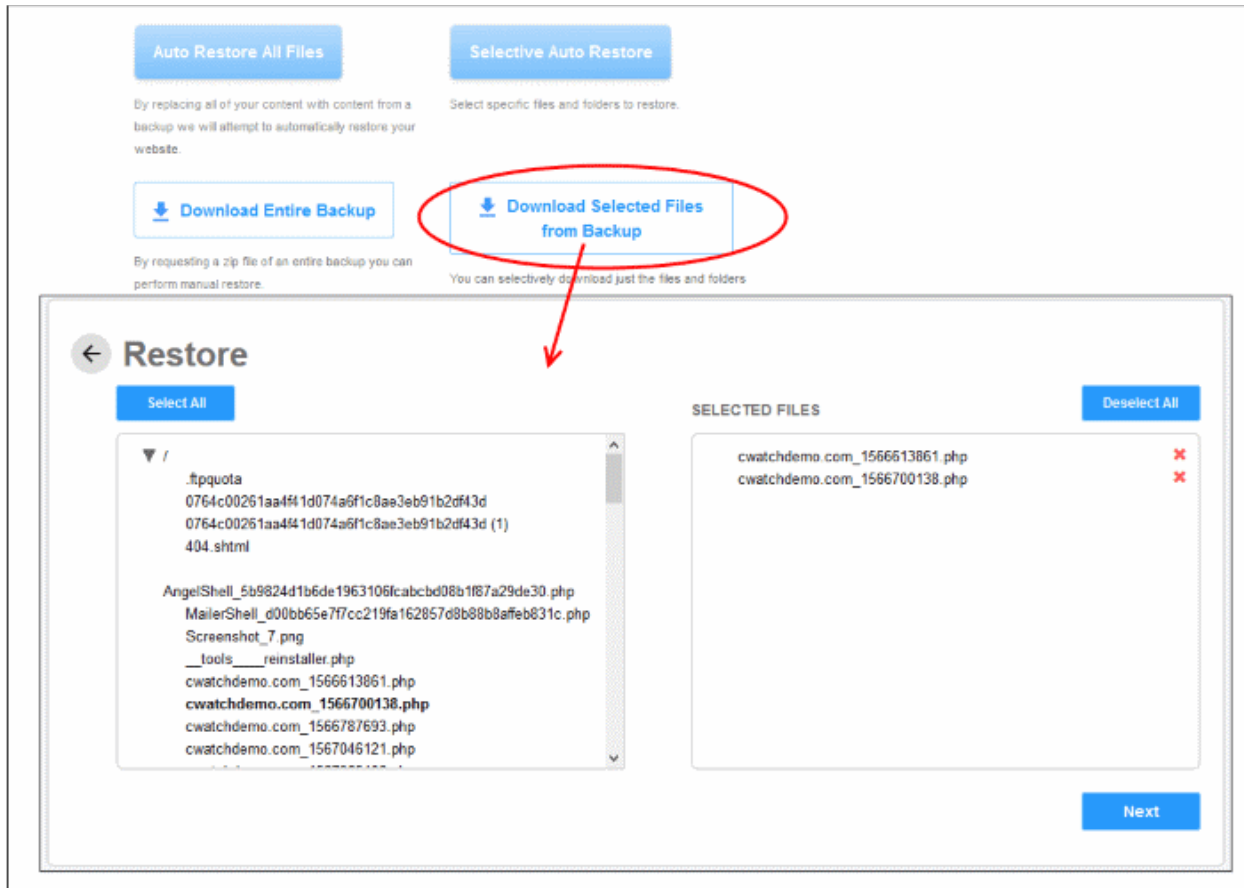 Auto Restore All Files
Selective Auto Restore
By replacing all of your content with content from a
backup we will attempt to automatically restore your
website.
Select specific files and folders to restore.
Download Entire Backup
Download Selected Files
from Backup
By requesting a zip file of an entire backup you can
perform manual restore.
You can selectively download just the files and folders
Restore
Select All
/
.ftpquota
0764c00261aa4f41d074a6f1c8ae3eb91b2df43d
0764c00261aa4f41d074a6f1c8ae3eb91b2df43d (1)
404.shtml
AngelShell_5b9824d1b6de1963106fcabcbd08b1f87a29de30.php
MailerShell_d00bb65e7f7cc219fa162857d8b88b8affeb831c.php
Screenshot_7.png
__tools____reinstaller.php
cwatchdemo.com_1566613861.php
cwatchdemo.com_1566700138.php
cwatchdemo.com_1566787693.php
cwatchdemo.com_1567046121.php
SELECTED FILES
Deselect All
cwatchdemo.com_1566613861.php
cwatchdemo.com_1566700138.php
Next